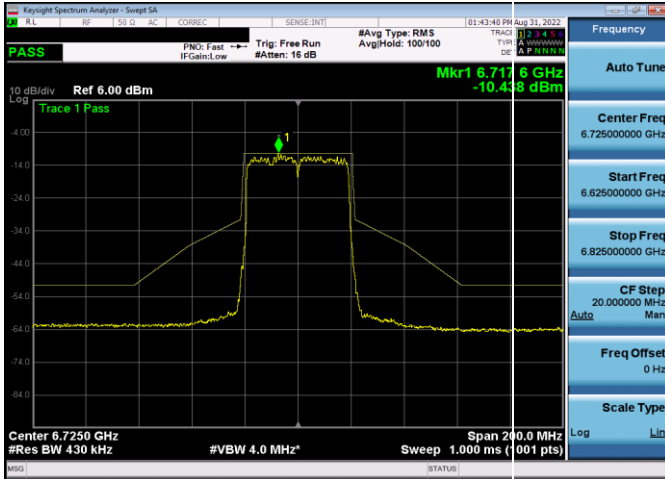 Keysight Spectrum Analyzer - Swept SA
RL RF 50 Ω AC CORREC SENSE:INT 01:43:40 PM Aug 31, 2022
#Avg Type: RMS
Avg|Hold: 100/100
TRACE 1 2 3 4 5 6
A
A P N N N N
PASS
PNO: Fast
IFGain:Low
Trig: Free Run
#Atten: 16 dB
Mkr1 6.717 6 GHz
-10.438 dBm
10 dB/div
Log
Ref 6.00 dBm
Trace 1 Pass
1
-4.00
-14.0
-24.0
-34.0
-44.0
-54.0
-64.0
-74.0
-84.0
Center 6.7250 GHz
#Res BW 430 kHz
#VBW 4.0 MHz*
Span 200.0 MHz
Sweep 1.000 ms (1001 pts)
MSG
STATUS
Frequency
Auto Tune
Center Freq
6.725000000 GHz
Start Freq
6.625000000 GHz
Stop Freq
6.825000000 GHz
CF Step
20.000000 MHz
Auto Man
Freq Offset
0 Hz
Scale Type
Log Lin